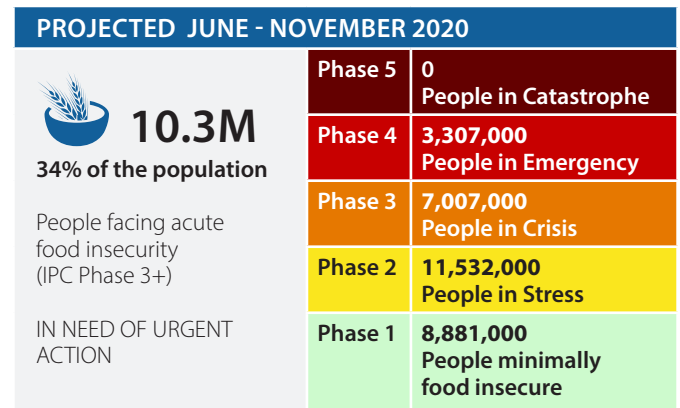 PROJECTED JUNE - NOVEMBER 2020
10.3M
34% of the population
People facing acute
food insecurity
(IPC Phase 3+)
IN NEED OF URGENT
ACTION
Phase 5
0
People in Catastrophe
Phase 4
3,307,000
People in Emergency
Phase 3
7,007,000
People in Crisis
Phase 2
11,532,000
People in Stress
Phase 1
8,881,000
People minimally
food insecure